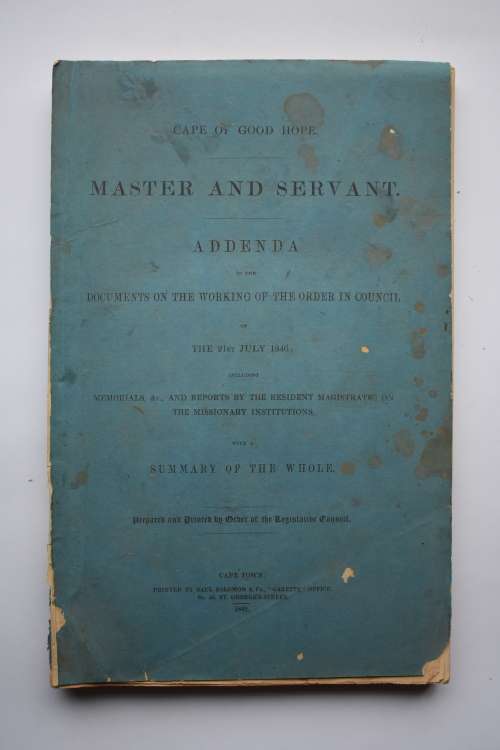 CAPE OF GOOD HOPE.
MASTER AND SERVANT.
ADDENDA
TO THE
DOCUMENTS ON THE WORKING OF THE ORDER IN COUNCIL
OF
THE 21ST JULY 1846;
INCLUDING
MEMORIALS, &c., AND REPORTS BY THE RESIDENT MAGISTRATES ON
THE MISSIONARY INSTITUTIONS,
WITH A
SUMMARY OF THE WHOLE.
Prepared and Printed by Order of the Legislative Council.
CAPE TOWN:
PRINTED BY SAUL SOLOMON & Co., "GAZETTE" OFFICE,
ST. GEORGE'S-STREET.